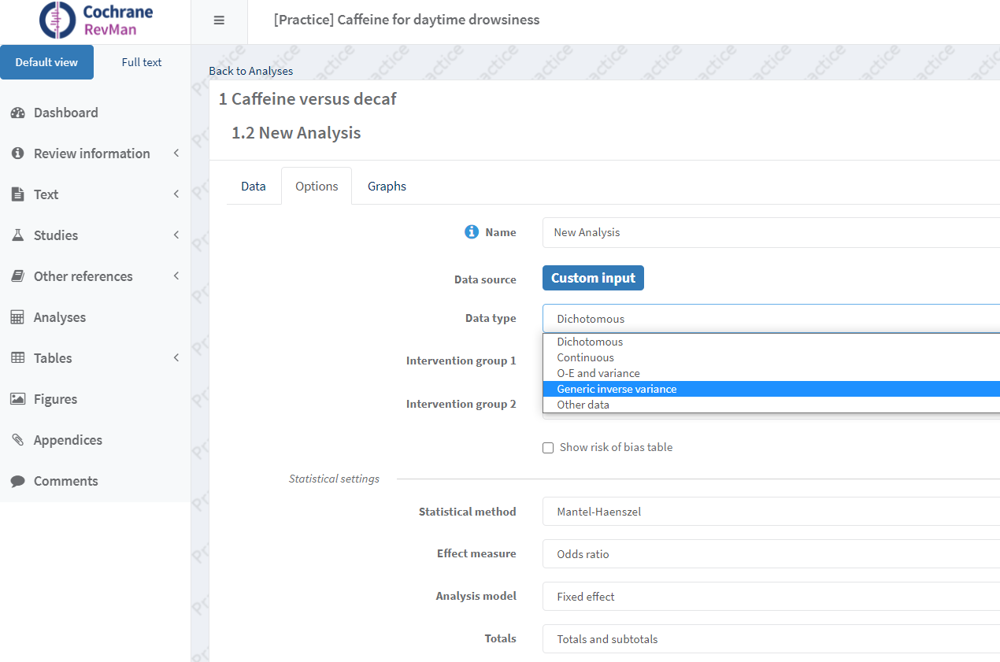 Cochrane
RevMan
[Practice] Caffeine for daytime drowsiness
Default view
Full text
Dashboard
Review information
Text
Studies
Other references
Analyses
Tables
Figures
Appendices
Comments
Back to Analyses
1 Caffeine versus decaf
1.2 New Analysis
Data
Options
Graphs
Name
New Analysis
Data source
Custom input
Data type
Dichotomous
Dichotomous
Continuous
O-E and variance
Generic inverse variance
Other data
Intervention group 1
Intervention group 2
Show risk of bias table
Statistical settings
Statistical method
Mantel-Haenszel
Effect measure
Odds ratio
Analysis model
Fixed effect
Totals
Totals and subtotals